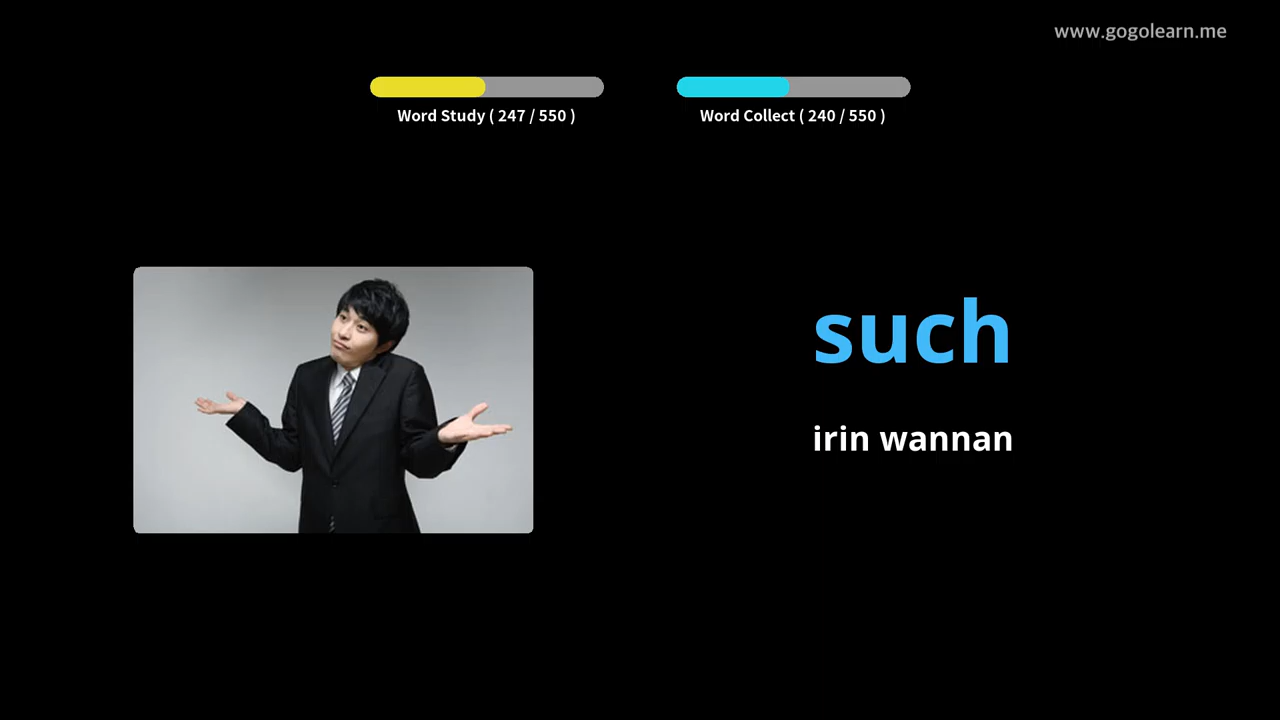 www.gogolearn.me
Word Study ( 247 / 550 )
Word Collect ( 240 / 550 )
such
irin wannan